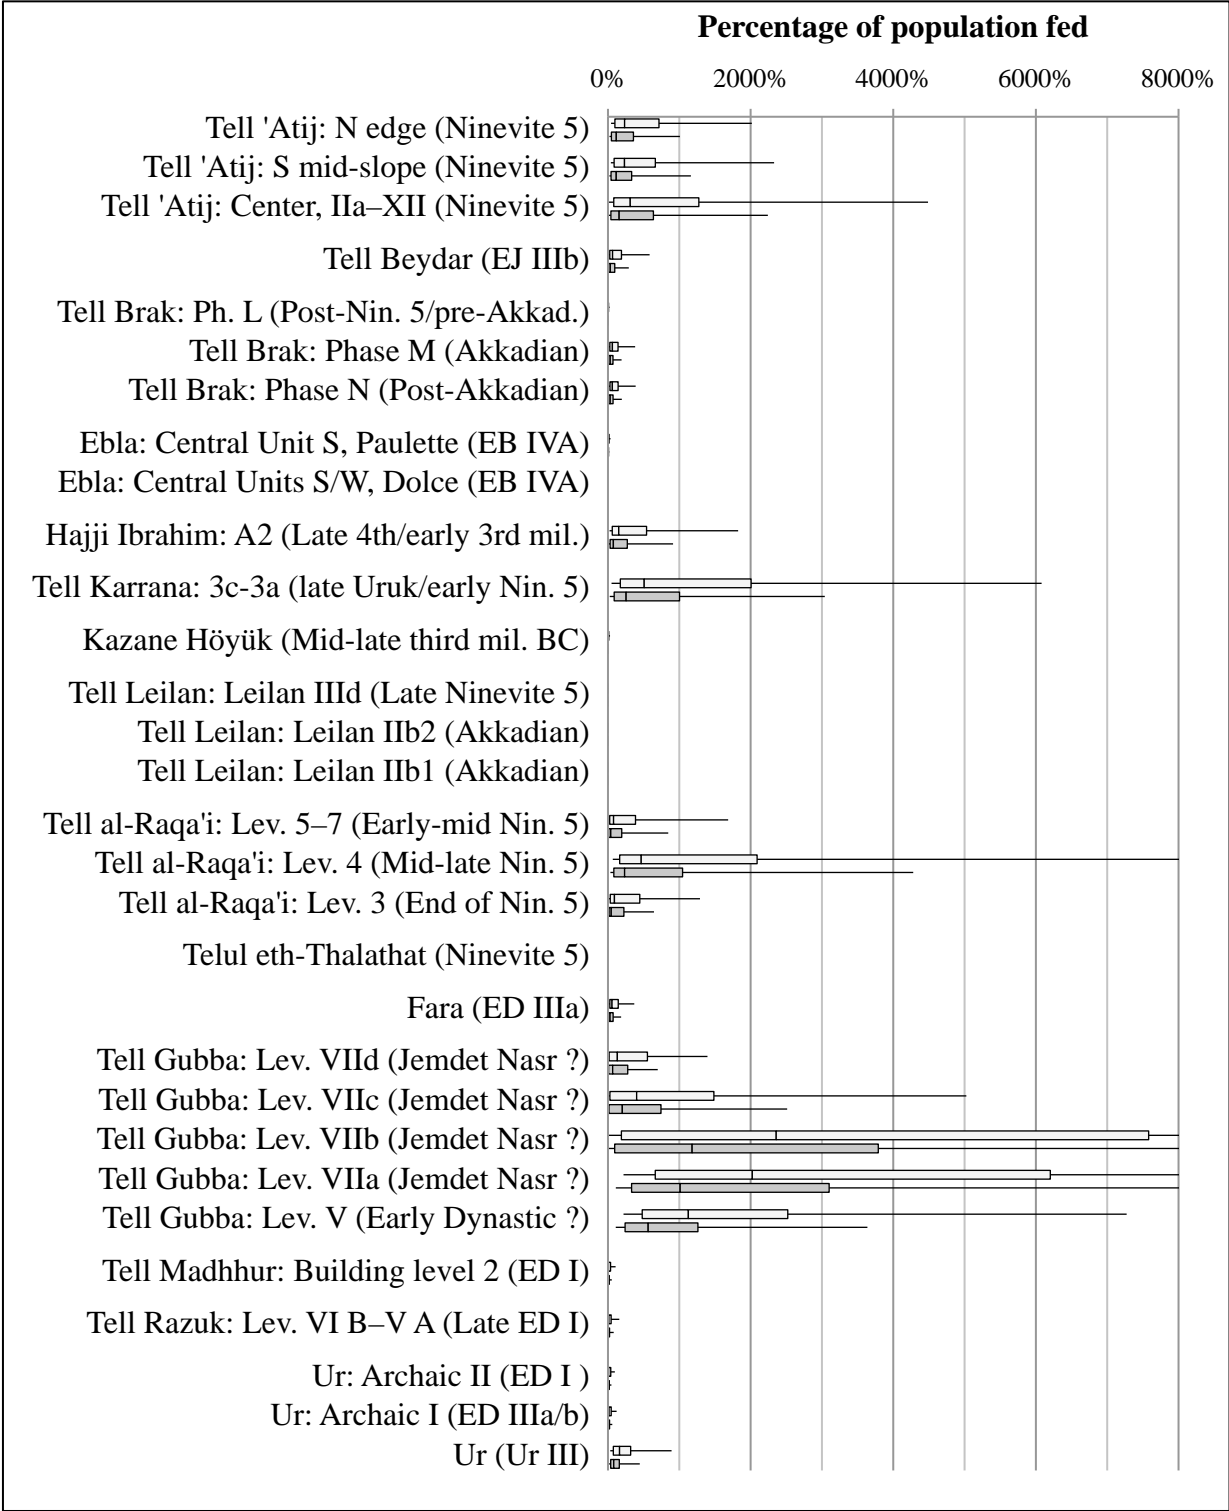 Percentage of population fed
0% 2000% 4000% 6000% 8000%
Tell 'Atij: N edge (Ninevite 5)
Tell 'Atij: S mid-slope (Ninevite 5)
Tell 'Atij: Center, IIa–XII (Ninevite 5)
Tell Beydar (EJ IIIb)
Tell Brak: Ph. L (Post-Nin. 5/pre-Akkad.)
Tell Brak: Phase M (Akkadian)
Tell Brak: Phase N (Post-Akkadian)
Ebla: Central Unit S, Paulette (EB IVA)
Ebla: Central Units S/W, Dolce (EB IVA)
Hajji Ibrahim: A2 (Late 4th/early 3rd mil.)
Tell Karrana: 3c-3a (late Uruk/early Nin. 5)
Kazane Höyük (Mid-late third mil. BC)
Tell Leilan: Leilan IIId (Late Ninevite 5)
Tell Leilan: Leilan IIb2 (Akkadian)
Tell Leilan: Leilan IIb1 (Akkadian)
Tell al-Raqa'i: Lev. 5–7 (Early-mid Nin. 5)
Tell al-Raqa'i: Lev. 4 (Mid-late Nin. 5)
Tell al-Raqa'i: Lev. 3 (End of Nin. 5)
Telul eth-Thalathat (Ninevite 5)
Fara (ED IIIa)
Tell Gubba: Lev. VIId (Jemdet Nasr ?)
Tell Gubba: Lev. VIIc (Jemdet Nasr ?)
Tell Gubba: Lev. VIIb (Jemdet Nasr ?)
Tell Gubba: Lev. VIIa (Jemdet Nasr ?)
Tell Gubba: Lev. V (Early Dynastic ?)
Tell Madhhur: Building level 2 (ED I)
Tell Razuk: Lev. VI B–V A (Late ED I)
Ur: Archaic II (ED I )
Ur: Archaic I (ED IIIa/b)
Ur (Ur III)